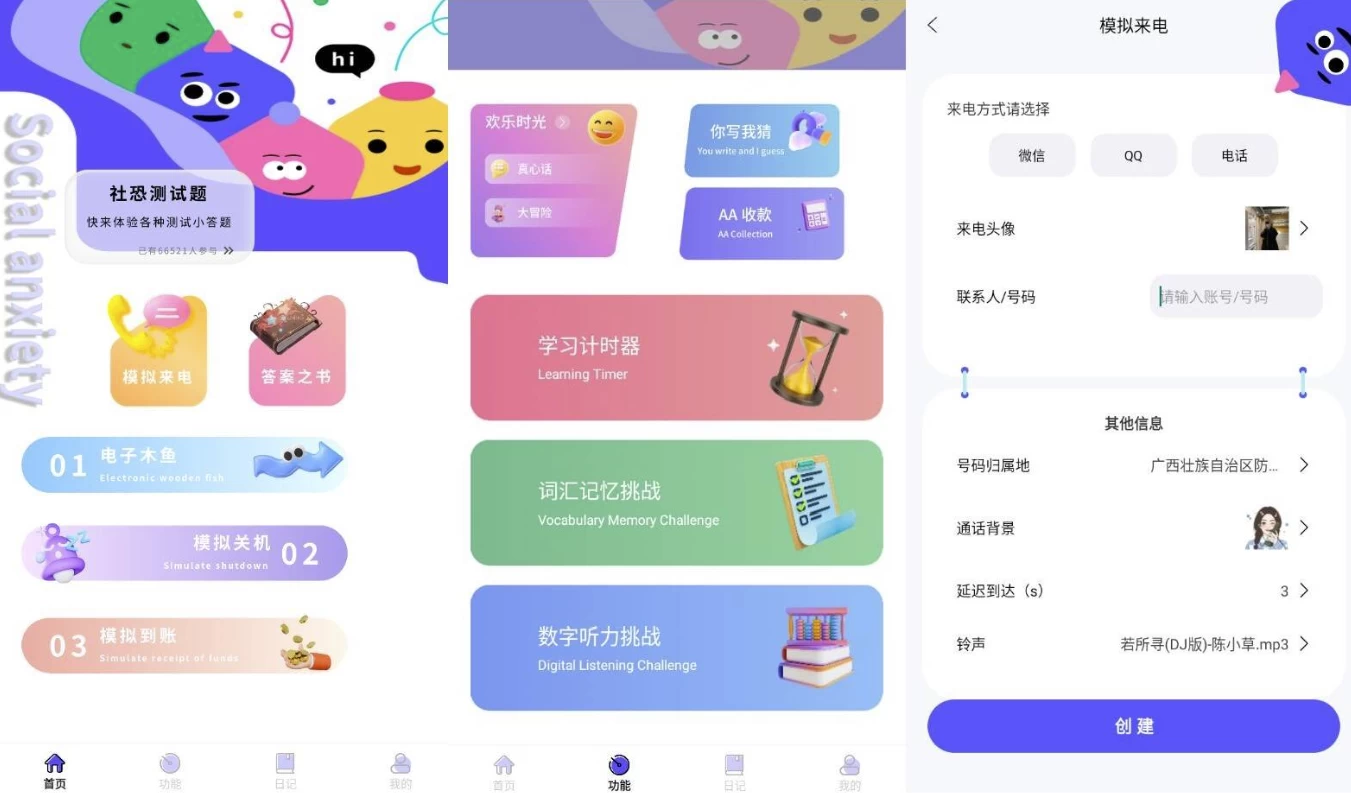 hi
Social anxiety
社恐测试题
快来体验各种测试小答题
已有66521人参与
模拟来电
答案之书
01
电子木鱼
Electronic wooden fish
模拟关机
Simulate shutdown
02
03
模拟到账
Simulate receipt of funds
首页
功能
日记
我的
欢乐时光
真心话
大冒险
你写我猜
You write and I guess
AA 收款
AA Collection
学习计时器
Learning Timer
词汇记忆挑战
Vocabulary Memory Challenge
数字听力挑战
Digital Listening Challenge
首页
功能
日记
我的
模拟来电
来电方式请选择
微信
QQ
电话
来电头像
联系人/号码
请输入账号/号码
其他信息
号码归属地
广西壮族自治区防...
通话背景
延迟到达（s）
3
铃声
若所寻(DJ版)-陈小草.mp3
创建